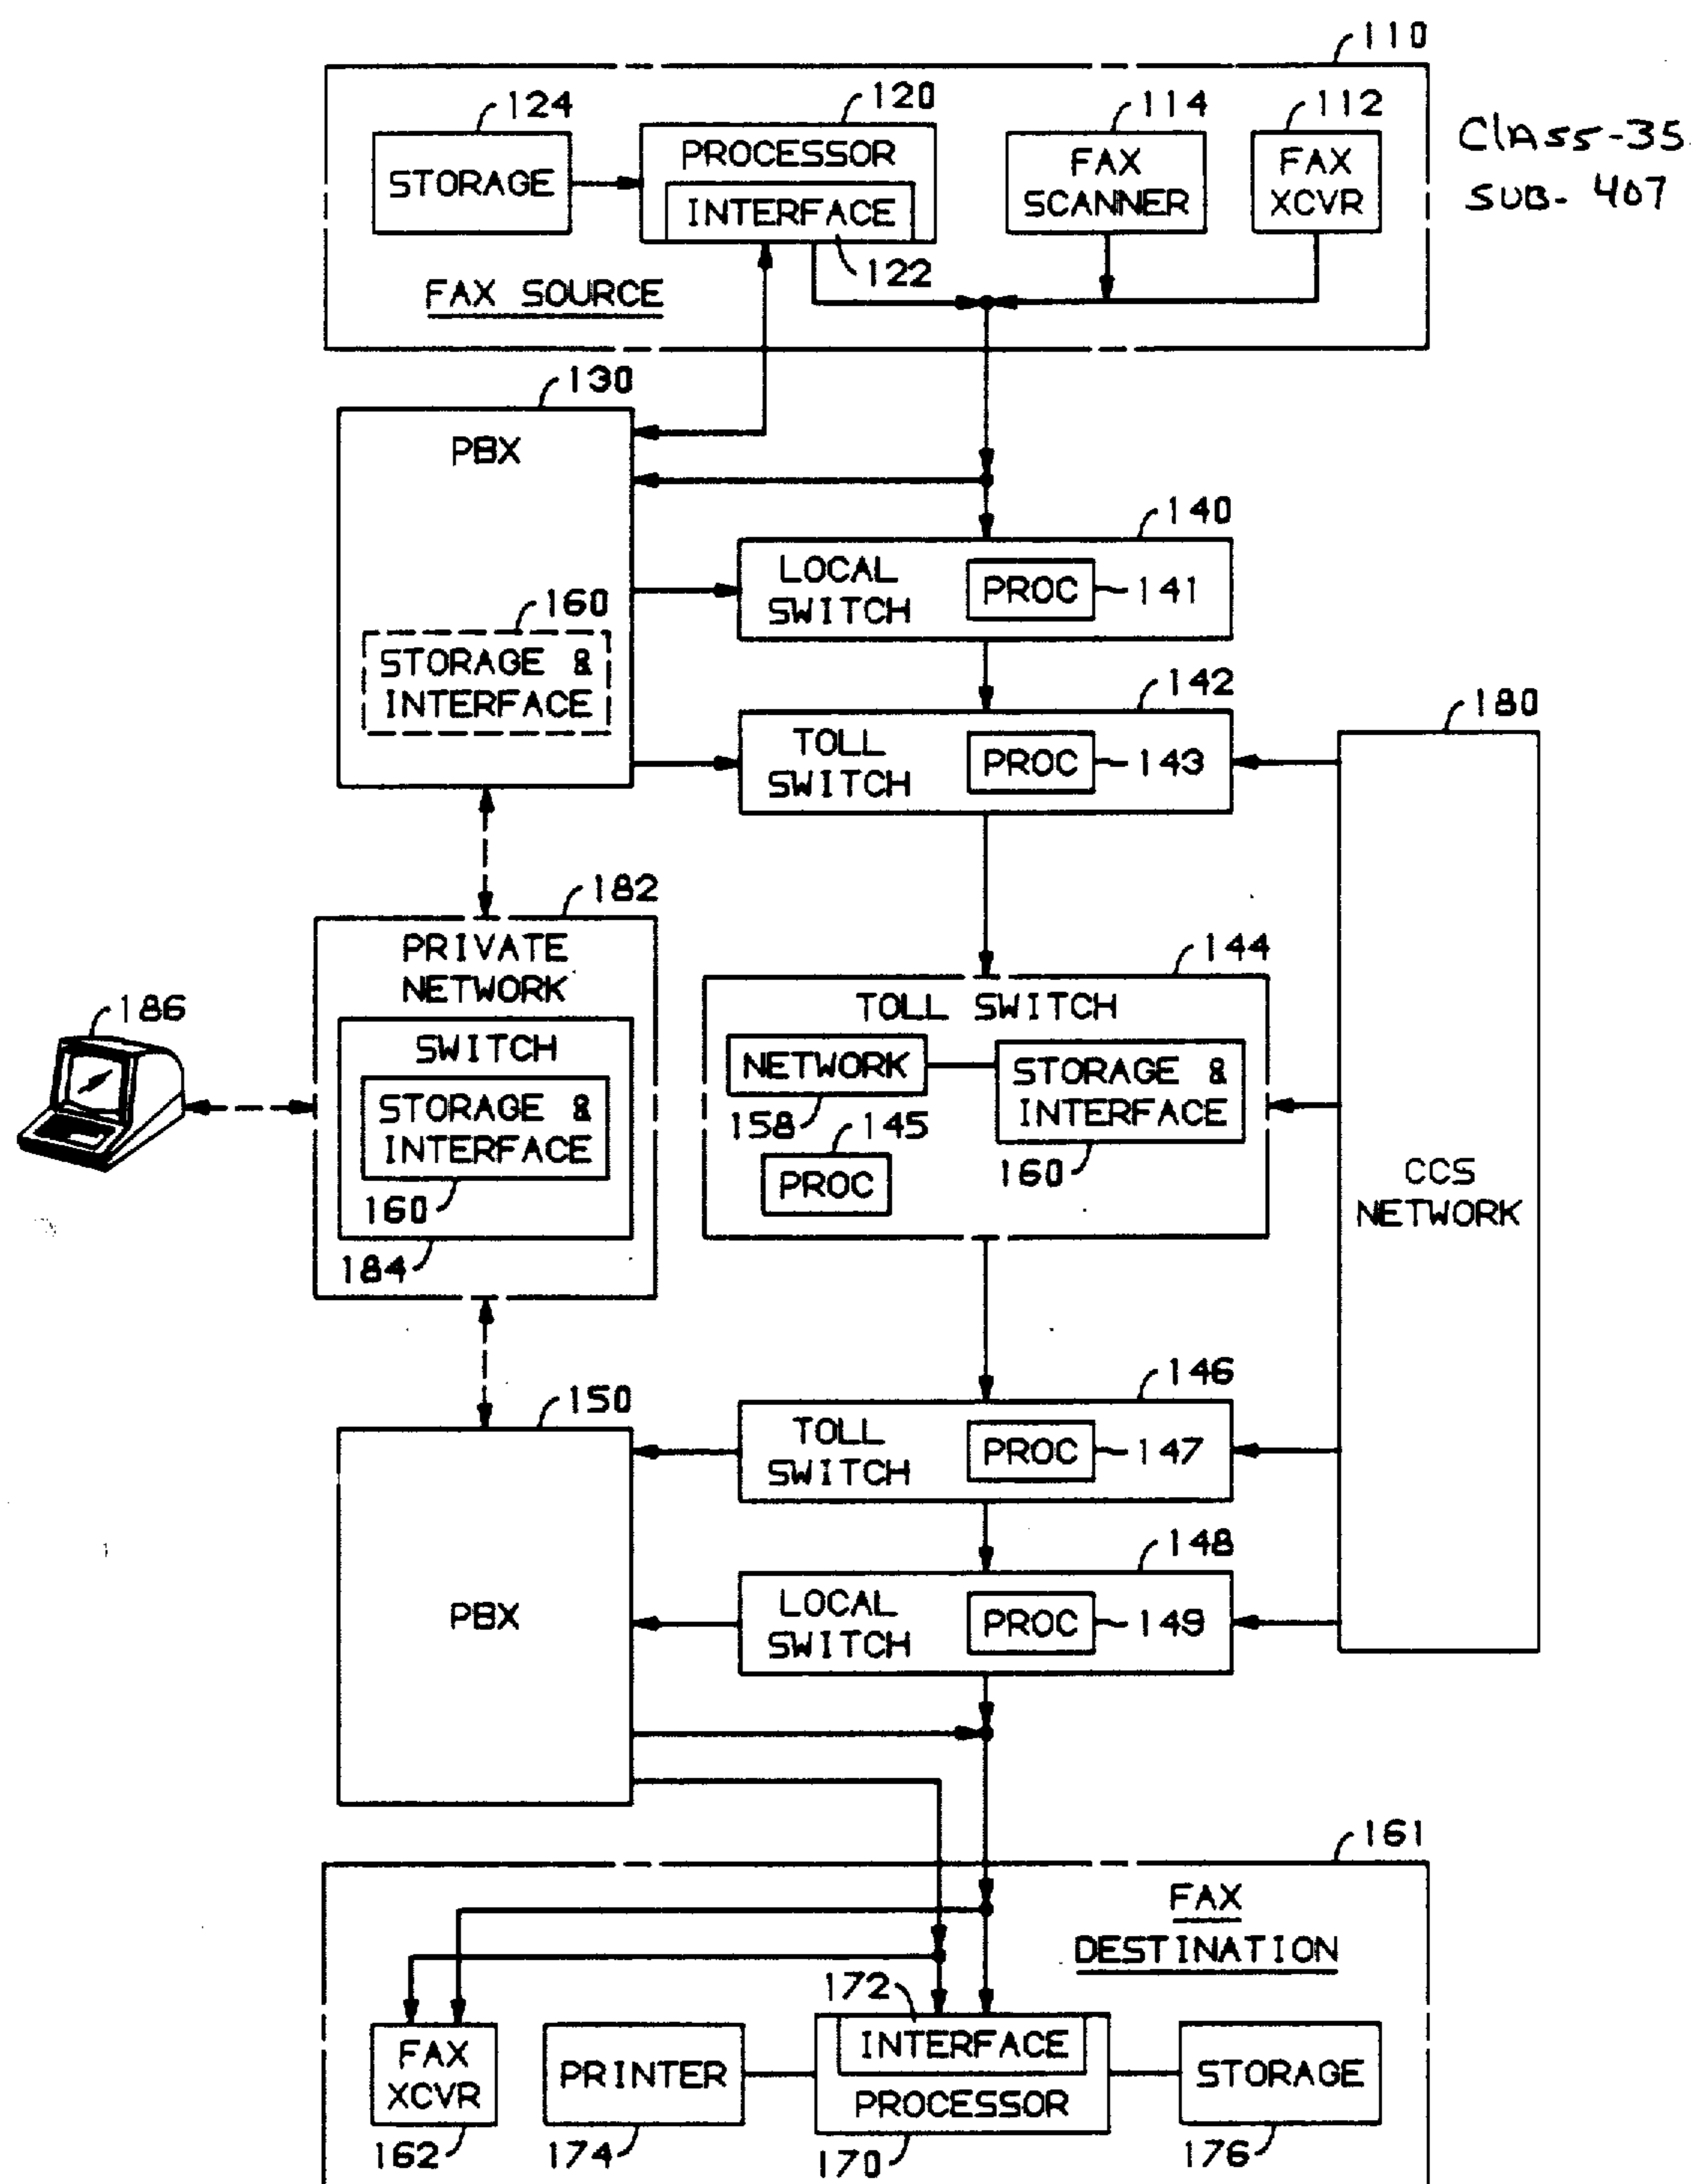 110
124
120
114
112
STORAGE
PROCESSOR
INTERFACE
FAX
SCANNER
FAX
XCVR
ClASS-35
SUB- 407
122
FAX SOURCE
130
PBX
140
LOCAL
SWITCH
PROC
141
160
STORAGE &
INTERFACE
142
TOLL
SWITCH
PROC
143
180
CCS
NETWORK
182
PRIVATE
NETWORK
SWITCH
STORAGE &
INTERFACE
160
184
186
144
TOLL SWITCH
NETWORK
158
STORAGE &
INTERFACE
160
145
PROC
150
PBX
146
TOLL
SWITCH
PROC
147
148
LOCAL
SWITCH
PROC
149
161
FAX
DESTINATION
172
FAX
XCVR
162
PRINTER
174
INTERFACE
PROCESSOR
170
STORAGE
176